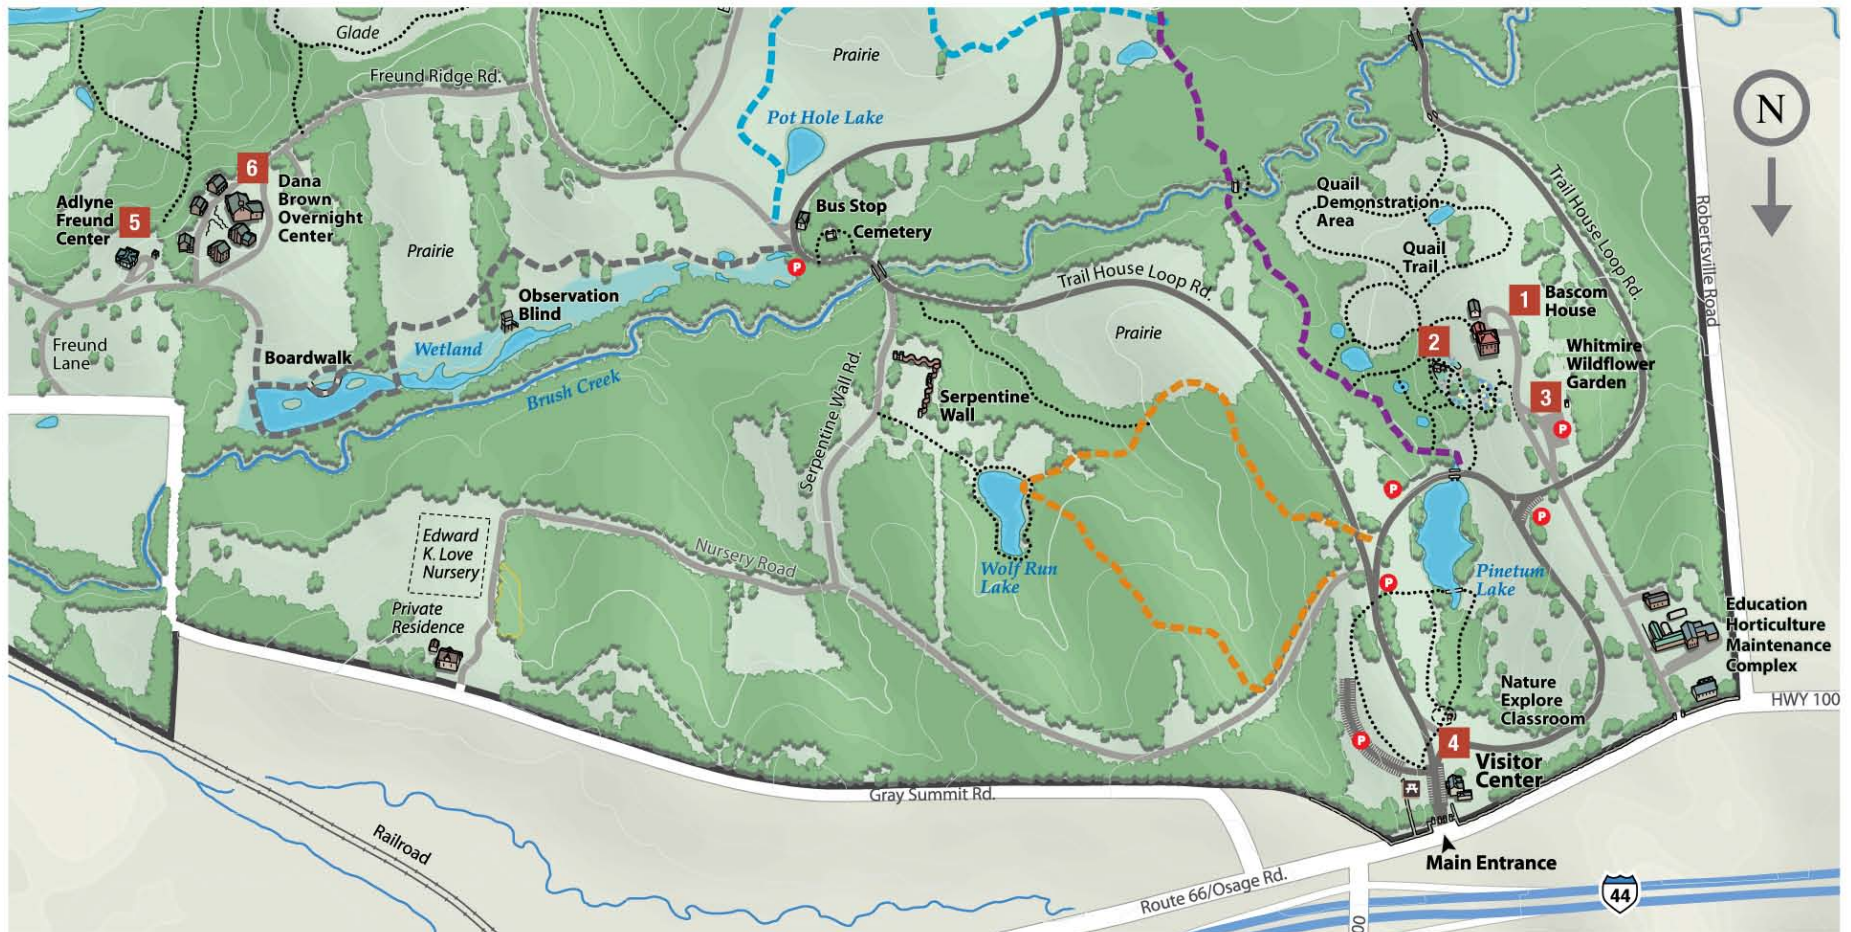 Glade
Prairie
Freund Ridge Rd.
Pot Hole Lake
N
6
Dana
Brown
Overnight
Center
Adlyne
Freund
Center
5
Prairie
Bus Stop
Cemetery
P
Quail
Demonstration
Area
Quail
Trail
Trail House Loop Rd.
Robertsville Road
Trail House Loop Rd.
Observation
Blind
1
Bascom
House
2
Whitmire
Wildflower
Garden
3
P
Prairie
Freund
Lane
Boardwalk
Wetland
Brush Creek
Serpentine Wall Rd.
Serpentine
Wall
P
P
Edward
K. Love
Nursery
Nursery Road
Wolf Run
Lake
Pinetum
Lake
P
Private
Residence
Education
Horticulture
Maintenance
Complex
Nature
Explore
Classroom
HWY 100
P
4
Visitor
Center
Gray Summit Rd.
Railroad
Main Entrance
Route 66/Osage Rd.
44